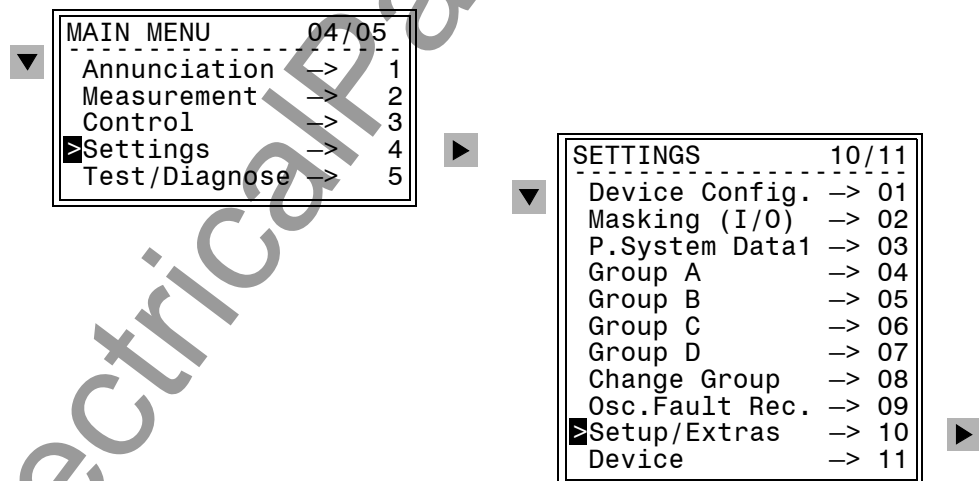 MAIN MENU 04/05
--------------------
Annunciation —> 1
Measurement —> 2
Control —> 3
>Settings —> 4
Test/Diagnose —> 5
SETTINGS 10/11
--------------------
Device Config. —> 01
Masking (I/O) —> 02
P.System Data1 —> 03
Group A —> 04
Group B —> 05
Group C —> 06
Group D —> 07
Change Group —> 08
Osc.Fault Rec. —> 09
>Setup/Extras —> 10
Device —> 11